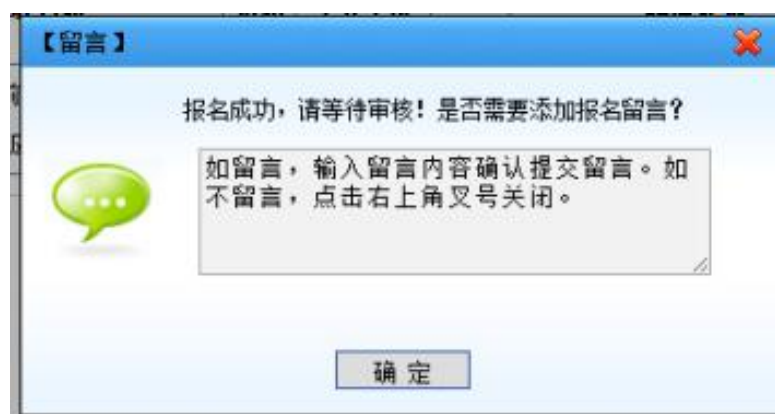 【留言】
报名成功，请等待审核！是否需要添加报名留言？
如留言，输入留言内容确认提交留言。如
不留言，点击右上角叉号关闭。
确 定